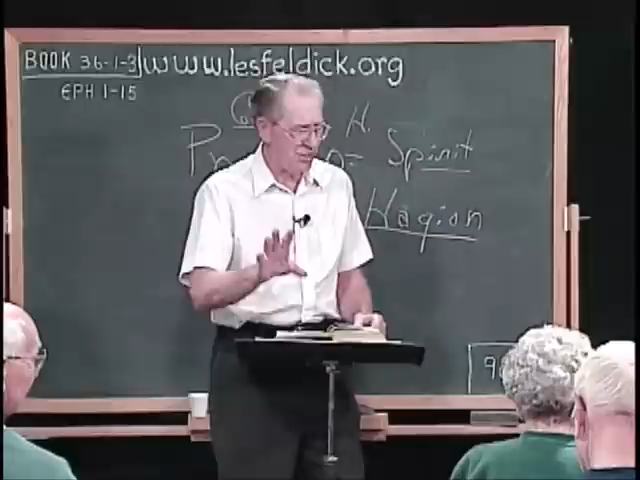 BOOK 36-1-3 www.lesfeldick.org
EPH 1-15
H.
= Spirit
Hagion